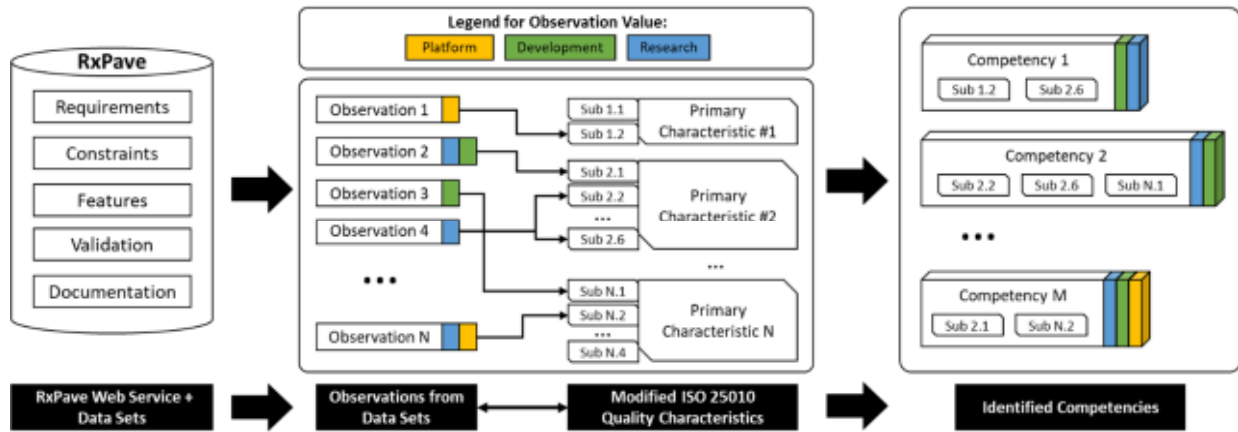 RxPave
Requirements
Constraints
Features
Validation
Documentation
RxPave Web Service +
Data Sets
Legend for Observation Value:
Platform
Development
Research
Observation 1
Observation 2
Observation 3
Observation 4
...
Observation N
Sub 1.1
Sub 1.2
Primary
Characteristic #1
Sub 2.1
Sub 2.2
...
Sub 2.6
Primary
Characteristic #2
...
Sub N.1
Sub N.2
...
Sub N.4
Primary
Characteristic N
Observations from
Data Sets
Modified ISO 25010
Quality Characteristics
Competency 1
Sub 1.2 Sub 2.6
Competency 2
Sub 2.2 Sub 2.6 Sub N.1
...
Competency M
Sub 2.1 Sub N.2
Identified Competencies